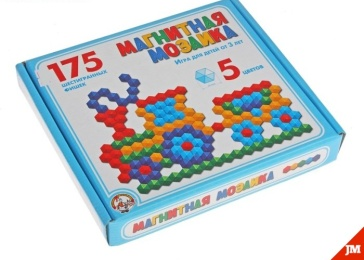 175
ШЕСТИГРАННЫХ
ФИШЕК
МАГНИТНАЯ
МОЗАИКА
ИГРА ДЛЯ ДЕТЕЙ ОТ 3 ЛЕТ
5 ЦВЕТОВ
МАГНИТНАЯ МОЗАИКА
JM